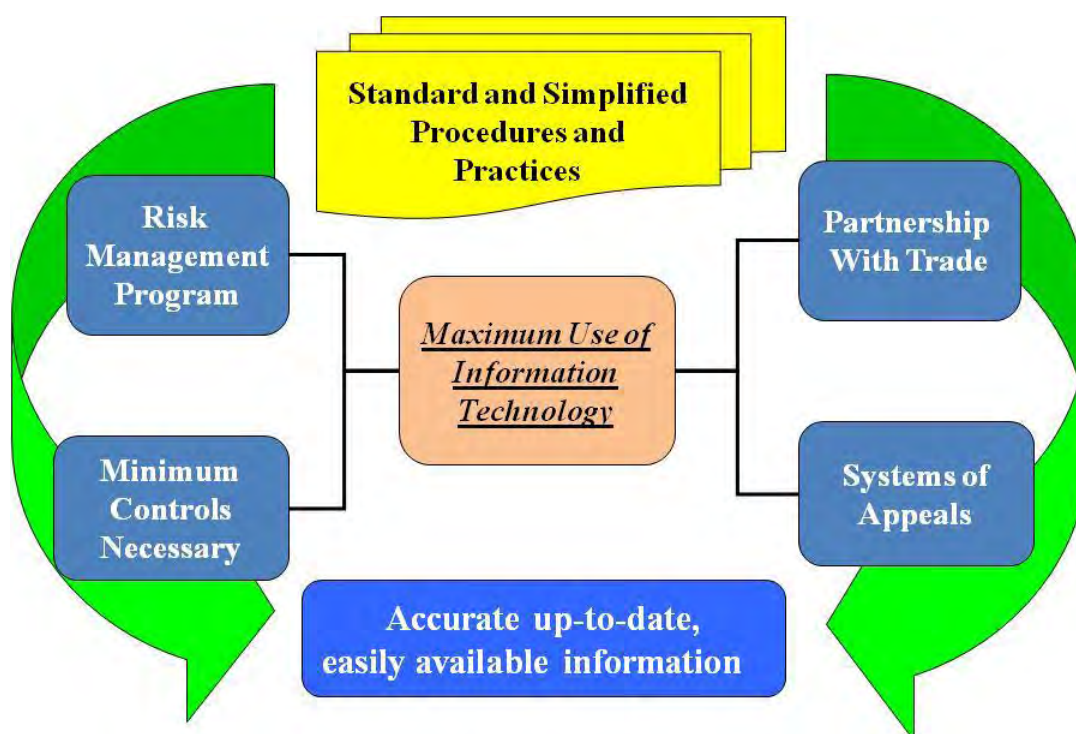 Standard and Simplified
Procedures and
Practices
Risk
Management
Program
Partnership
With Trade
Maximum Use of
Information
Technology
Minimum
Controls
Necessary
Systems of
Appeals
Accurate up-to-date,
easily available information